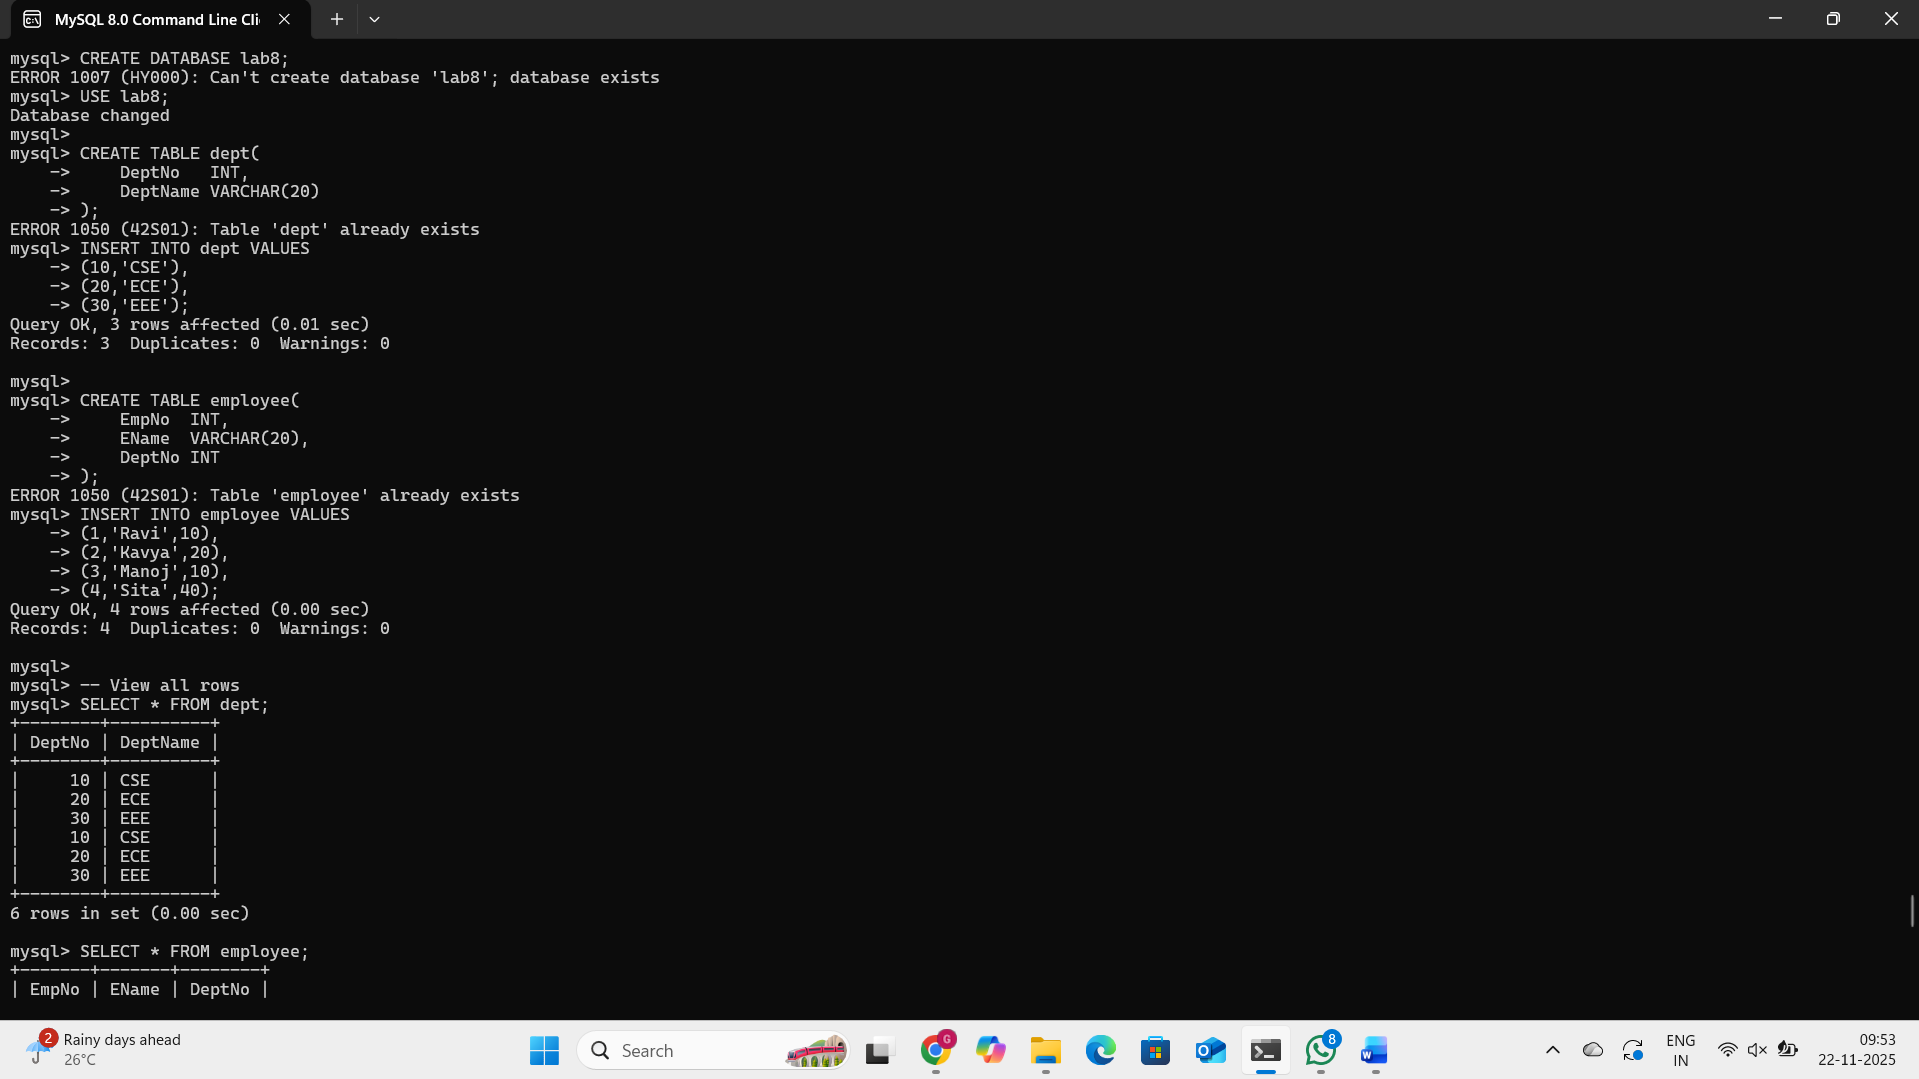 MySQL 8.0 Command Line Cli
mysql> CREATE DATABASE lab8;
ERROR 1007 (HY000): Can't create database 'lab8'; database exists
mysql> USE lab8;
Database changed
mysql>
mysql> CREATE TABLE dept(
    ->     DeptNo   INT,
    ->     DeptName VARCHAR(20)
    -> );
ERROR 1050 (42S01): Table 'dept' already exists
mysql> INSERT INTO dept VALUES
    -> (10,'CSE'),
    -> (20,'ECE'),
    -> (30,'EEE');
Query OK, 3 rows affected (0.01 sec)
Records: 3  Duplicates: 0  Warnings: 0
mysql>
mysql> CREATE TABLE employee(
    ->     EmpNo  INT,
    ->     EName  VARCHAR(20),
    ->     DeptNo INT
    -> );
ERROR 1050 (42S01): Table 'employee' already exists
mysql> INSERT INTO employee VALUES
    -> (1,'Ravi',10),
    -> (2,'Kavya',20),
    -> (3,'Manoj',10),
    -> (4,'Sita',40);
Query OK, 4 rows affected (0.00 sec)
Records: 4  Duplicates: 0  Warnings: 0
mysql>
mysql> -- View all rows
mysql> SELECT * FROM dept;
+--------+----------+
| DeptNo | DeptName |
+--------+----------+
|     10 | CSE      |
|     20 | ECE      |
|     30 | EEE      |
|     10 | CSE      |
|     20 | ECE      |
|     30 | EEE      |
+--------+----------+
6 rows in set (0.00 sec)
mysql> SELECT * FROM employee;
+-------+-------+--------+
| EmpNo | EName | DeptNo |
2
Rainy days ahead
26°C
Search
G
8
ENG
IN
09:53
22-11-2025